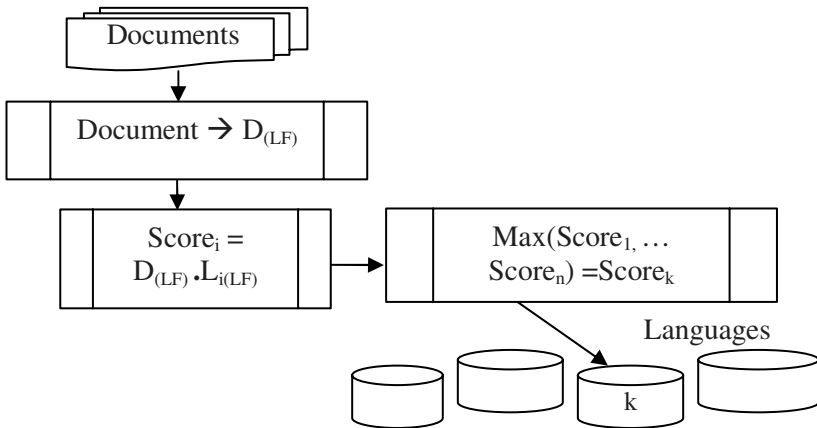 Documents
Document → D(LF)
Scoreᵢ =
D(LF) .Li(LF)
Max(Score₁, …
Scoreₙ) =Scoreₖ
Languages
k